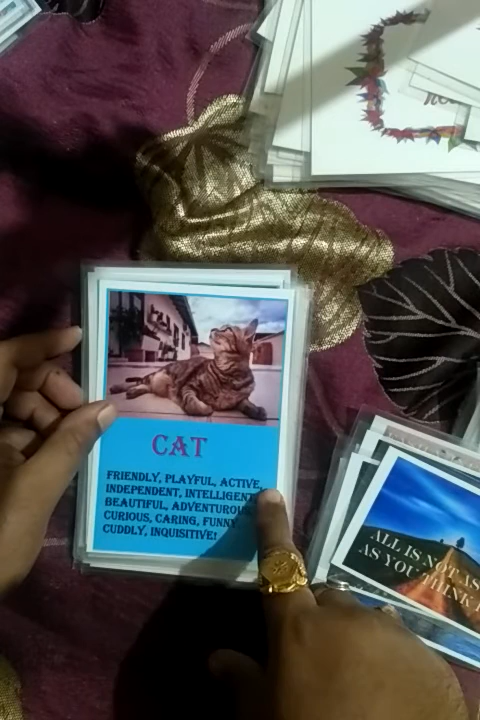 CAT
FRIENDLY, PLAYFUL, ACTIVE,
INDEPENDENT, INTELLIGENT
BEAUTIFUL, ADVENTUROUS
CURIOUS, CARING, FUNN
CUDDLY, INQUISITIVE!
ALL IS NOT AS
AS YOU THINK